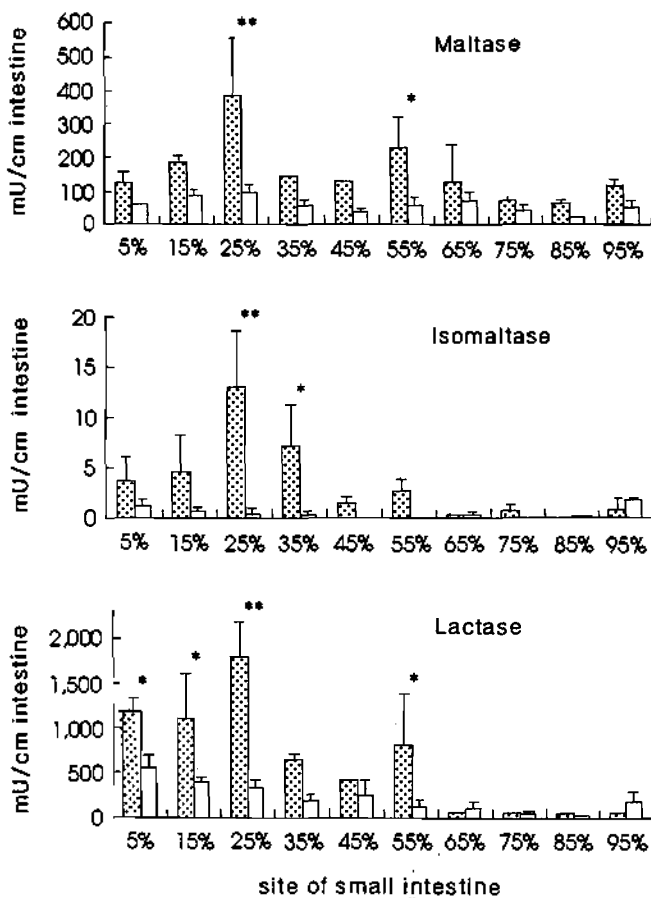 Maltase
mU/cm intestine
600
500
400
300
200
100
0
**
*
5% 15% 25% 35% 45% 55% 65% 75% 85% 95%
Isomaltase
mU/cm intestine
20
15
10
5
0
**
*
5% 15% 25% 35% 45% 55% 65% 75% 85% 95%
Lactase
mU/cm intestine
2,000
1,500
1,000
500
0
*
*
**
*
5% 15% 25% 35% 45% 55% 65% 75% 85% 95%
site of small intestine